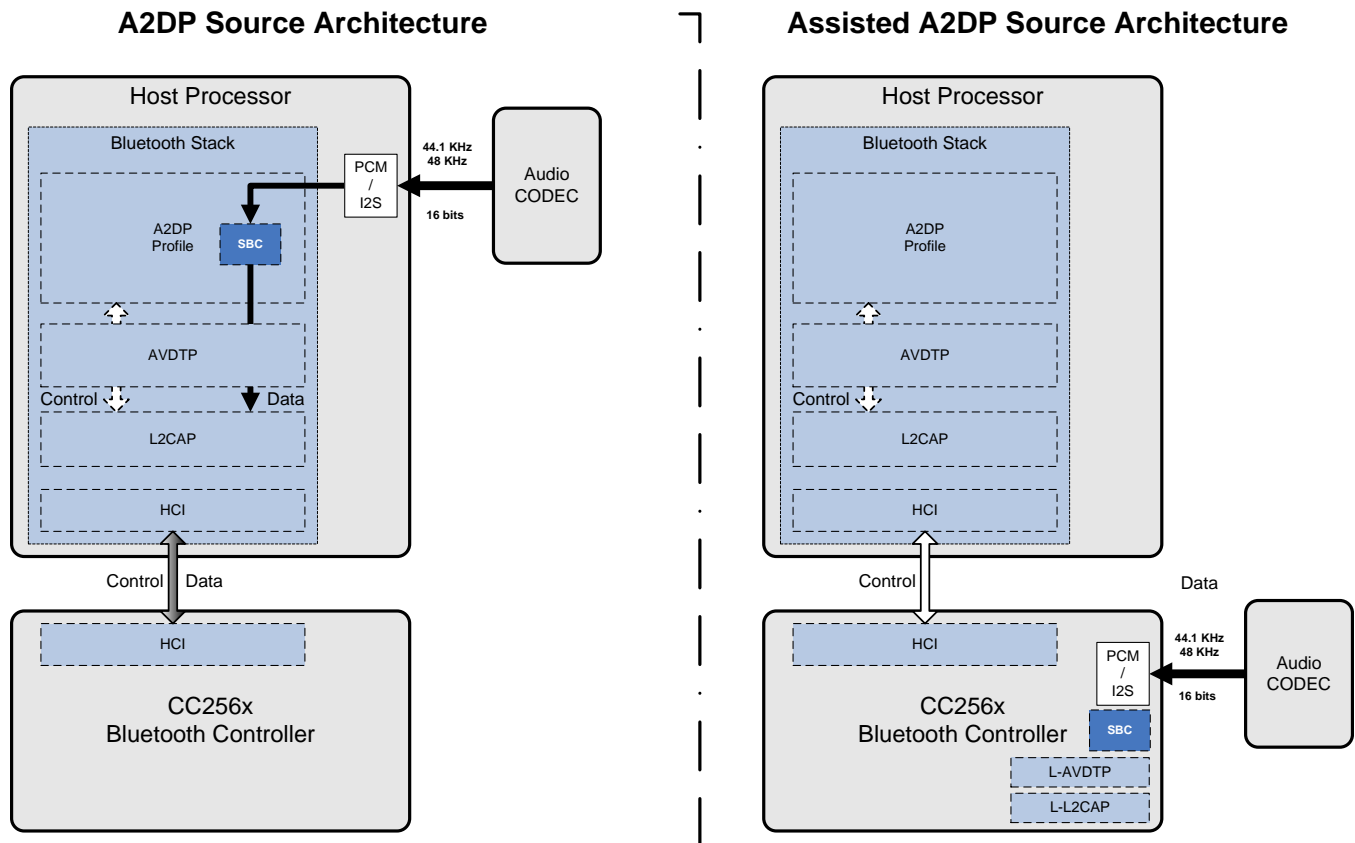 A2DP Source Architecture
Host Processor
Bluetooth Stack
A2DP
Profile
SBC
PCM
/
I2S
44.1 KHz
48 KHz
16 bits
Audio
CODEC
AVDTP
Control
Data
L2CAP
HCI
Control
Data
HCI
CC256x
Bluetooth Controller
Assisted A2DP Source Architecture
Host Processor
Bluetooth Stack
A2DP
Profile
AVDTP
Control
L2CAP
HCI
Control
Data
HCI
PCM
/
I2S
44.1 KHz
48 KHz
16 bits
Audio
CODEC
CC256x
Bluetooth Controller
SBC
L-AVDTP
L-L2CAP